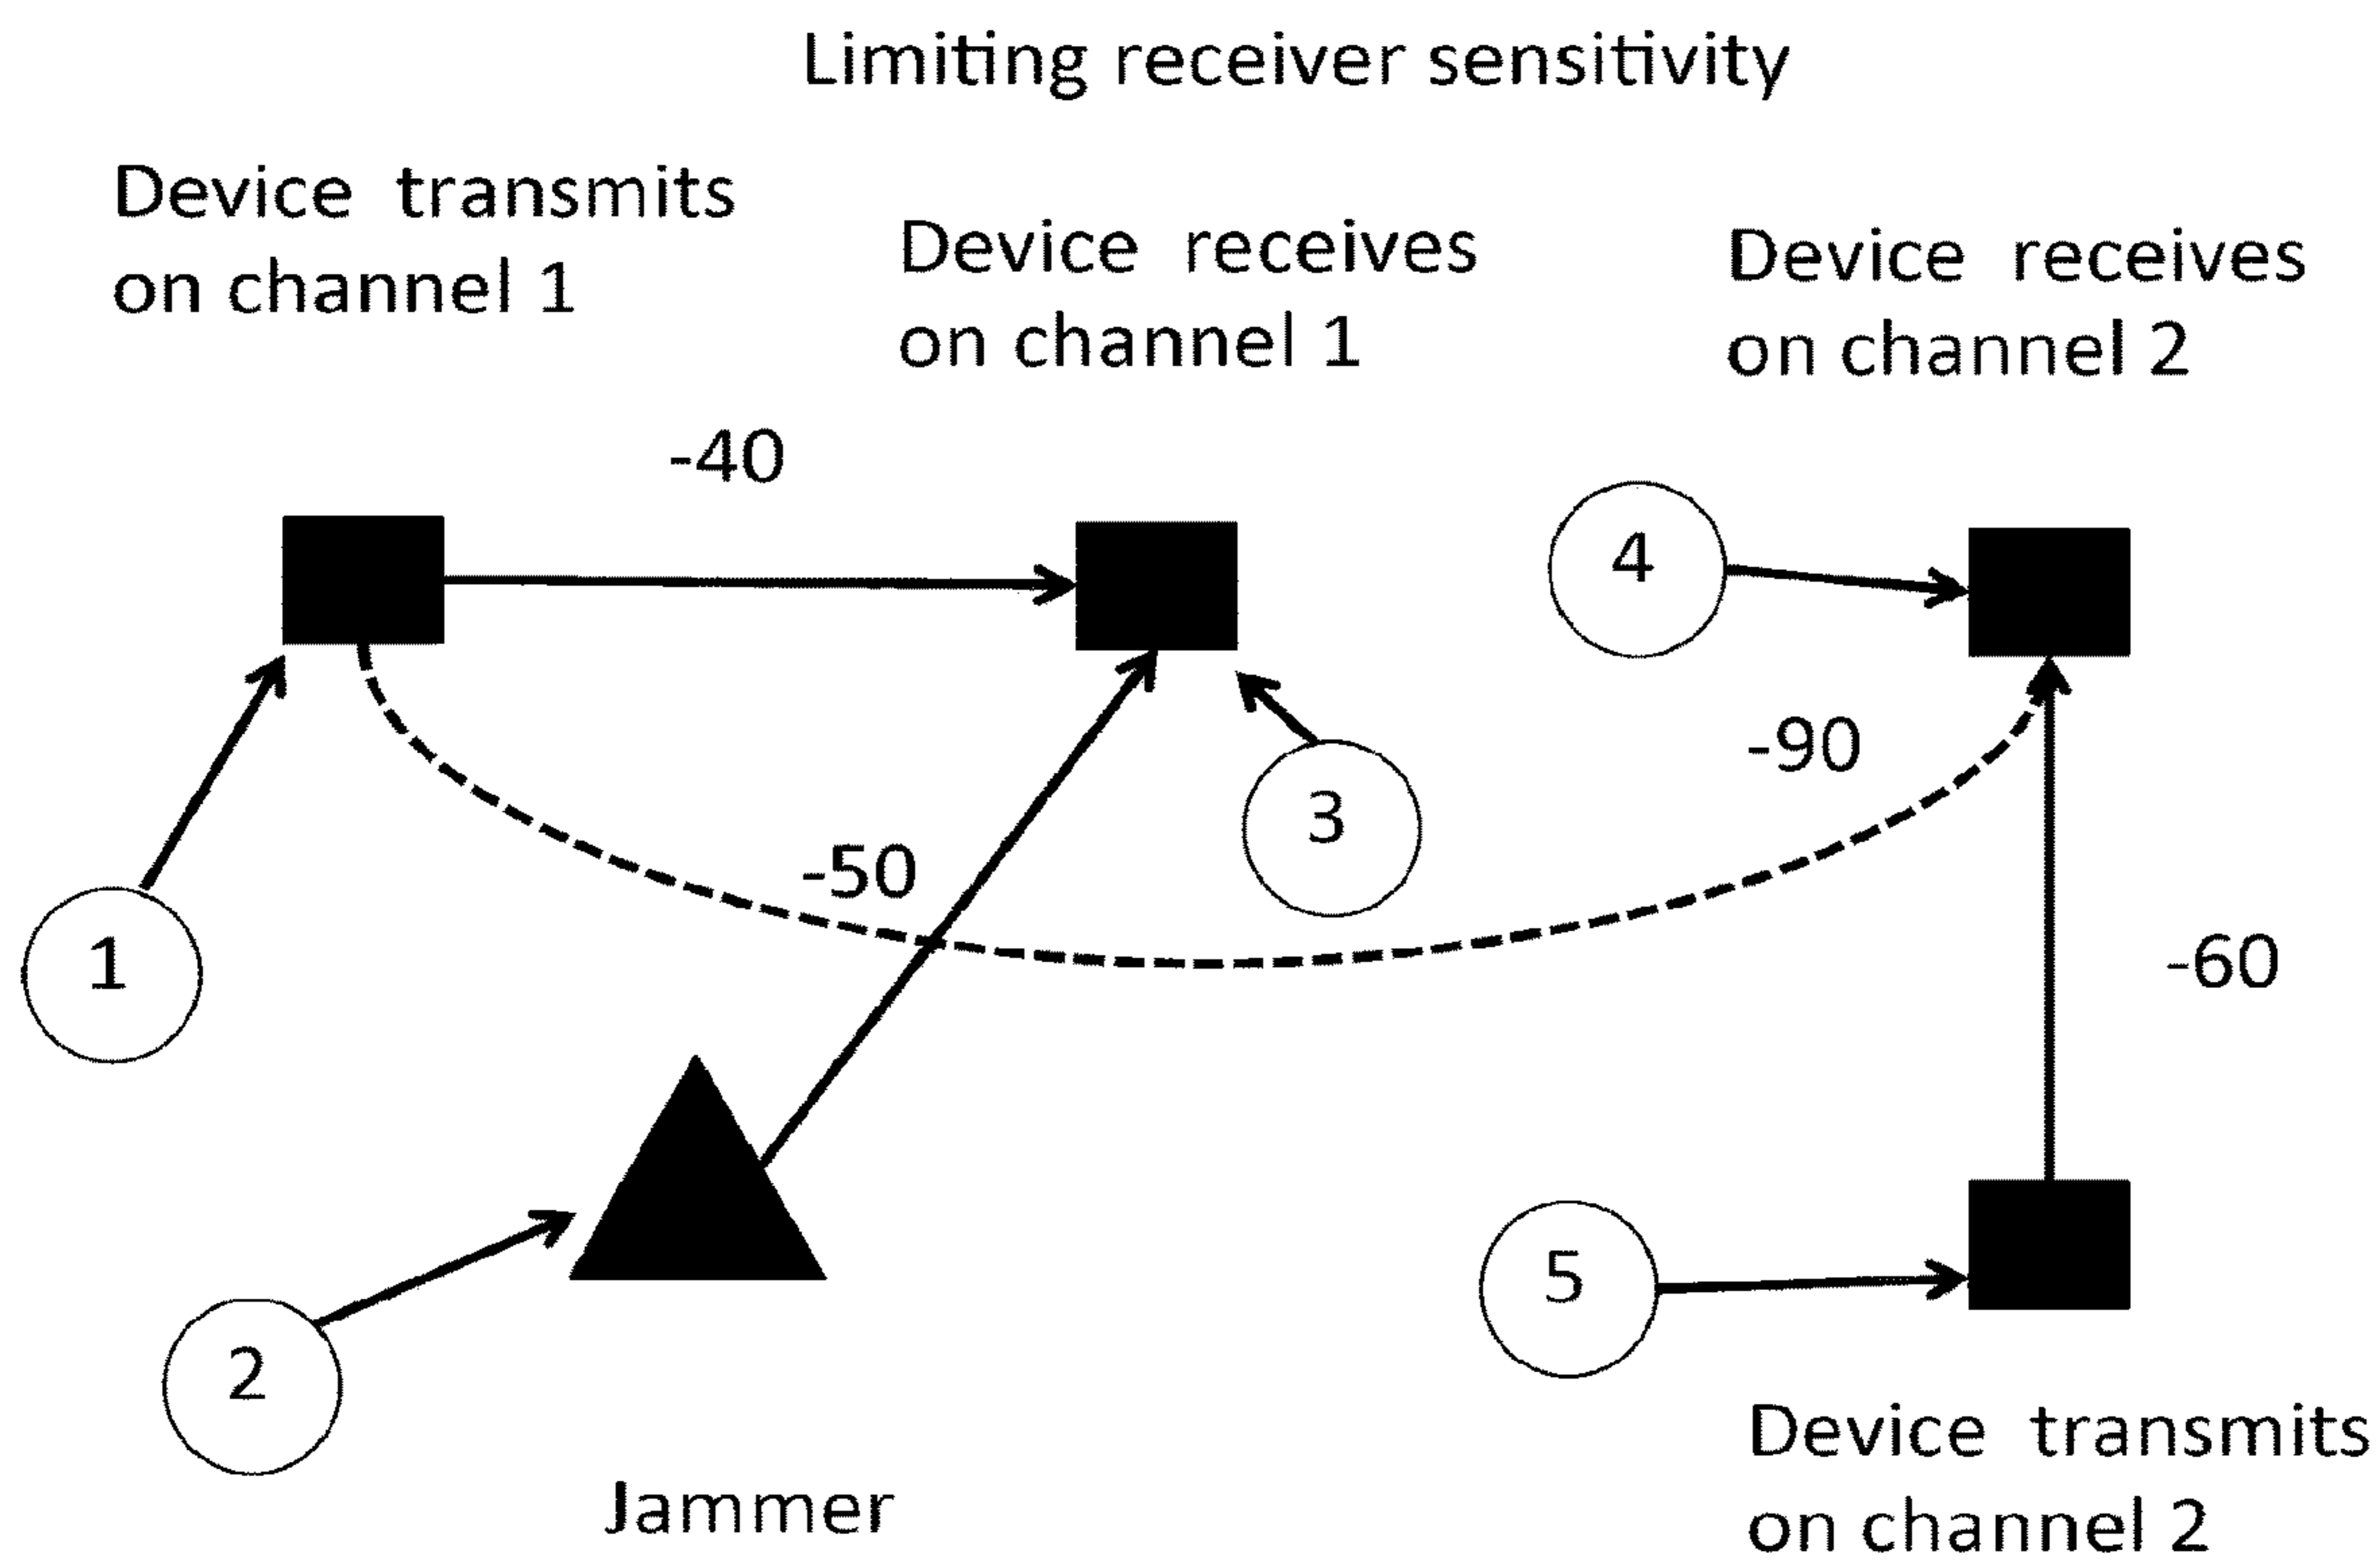 Limiting receiver sensitivity
Device transmits
on channel 1
Device receives
on channel 1
Device receives
on channel 2
-40
4
-90
3
-50
1
-60
5
2
Device transmits
on channel 2
Jammer